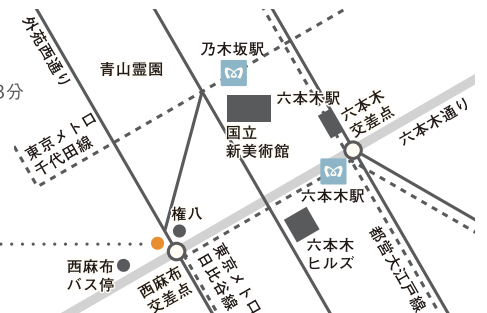 外苑西通り
乃木坂駅
青山霊園
3分
六本木駅
六本木
交差点
六本木通り
東京メトロ
千代田線
国立
新美術館
六本木駅
権八
六本木
ヒルズ
都営大江戸線
西麻布
バス停
西麻布
交差点
東京メトロ
日比谷線